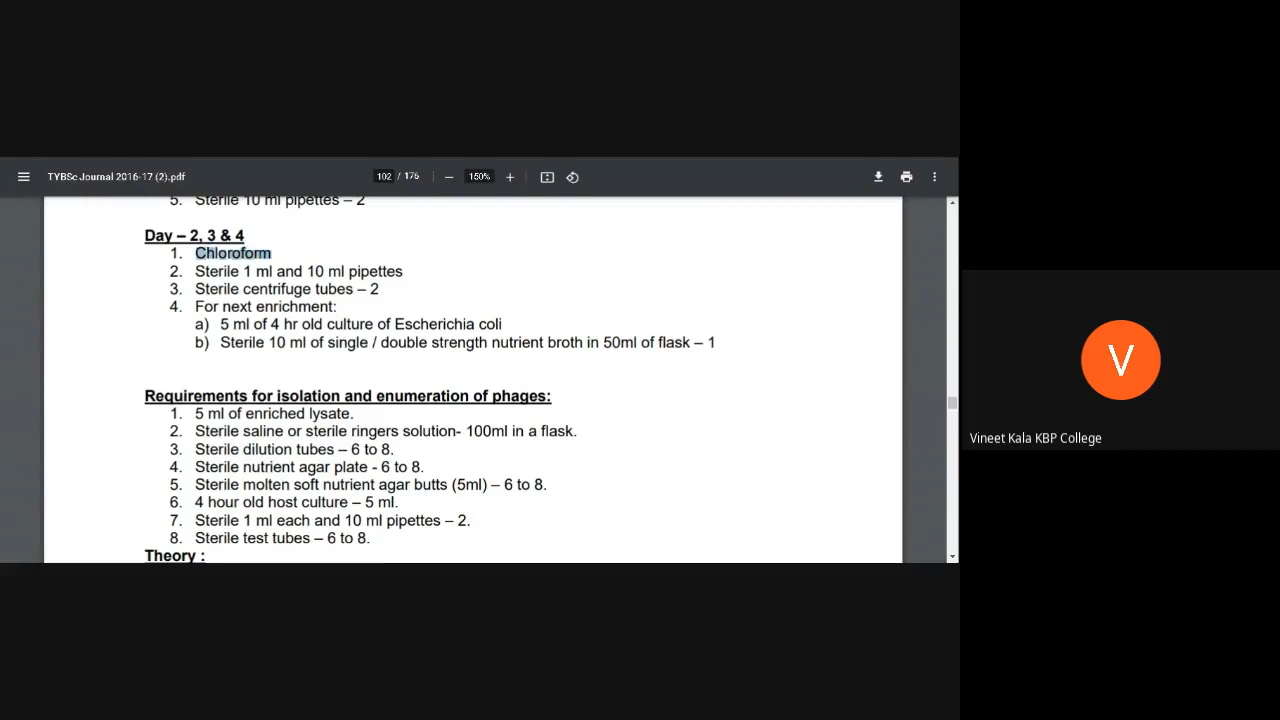 TYBSc Journal 2016-17 (2).pdf
102 / 176
150%
5. Sterile 10 ml pipettes – 2
Day – 2, 3 & 4
1. Chloroform
2. Sterile 1 ml and 10 ml pipettes
3. Sterile centrifuge tubes – 2
4. For next enrichment:
a) 5 ml of 4 hr old culture of Escherichia coli
b) Sterile 10 ml of single / double strength nutrient broth in 50ml of flask – 1
Requirements for isolation and enumeration of phages:
1. 5 ml of enriched lysate.
2. Sterile saline or sterile ringers solution- 100ml in a flask.
3. Sterile dilution tubes – 6 to 8.
4. Sterile nutrient agar plate - 6 to 8.
5. Sterile molten soft nutrient agar butts (5ml) – 6 to 8.
6. 4 hour old host culture – 5 ml.
7. Sterile 1 ml each and 10 ml pipettes – 2.
8. Sterile test tubes – 6 to 8.
Theory :
V
Vineet Kala KBP College